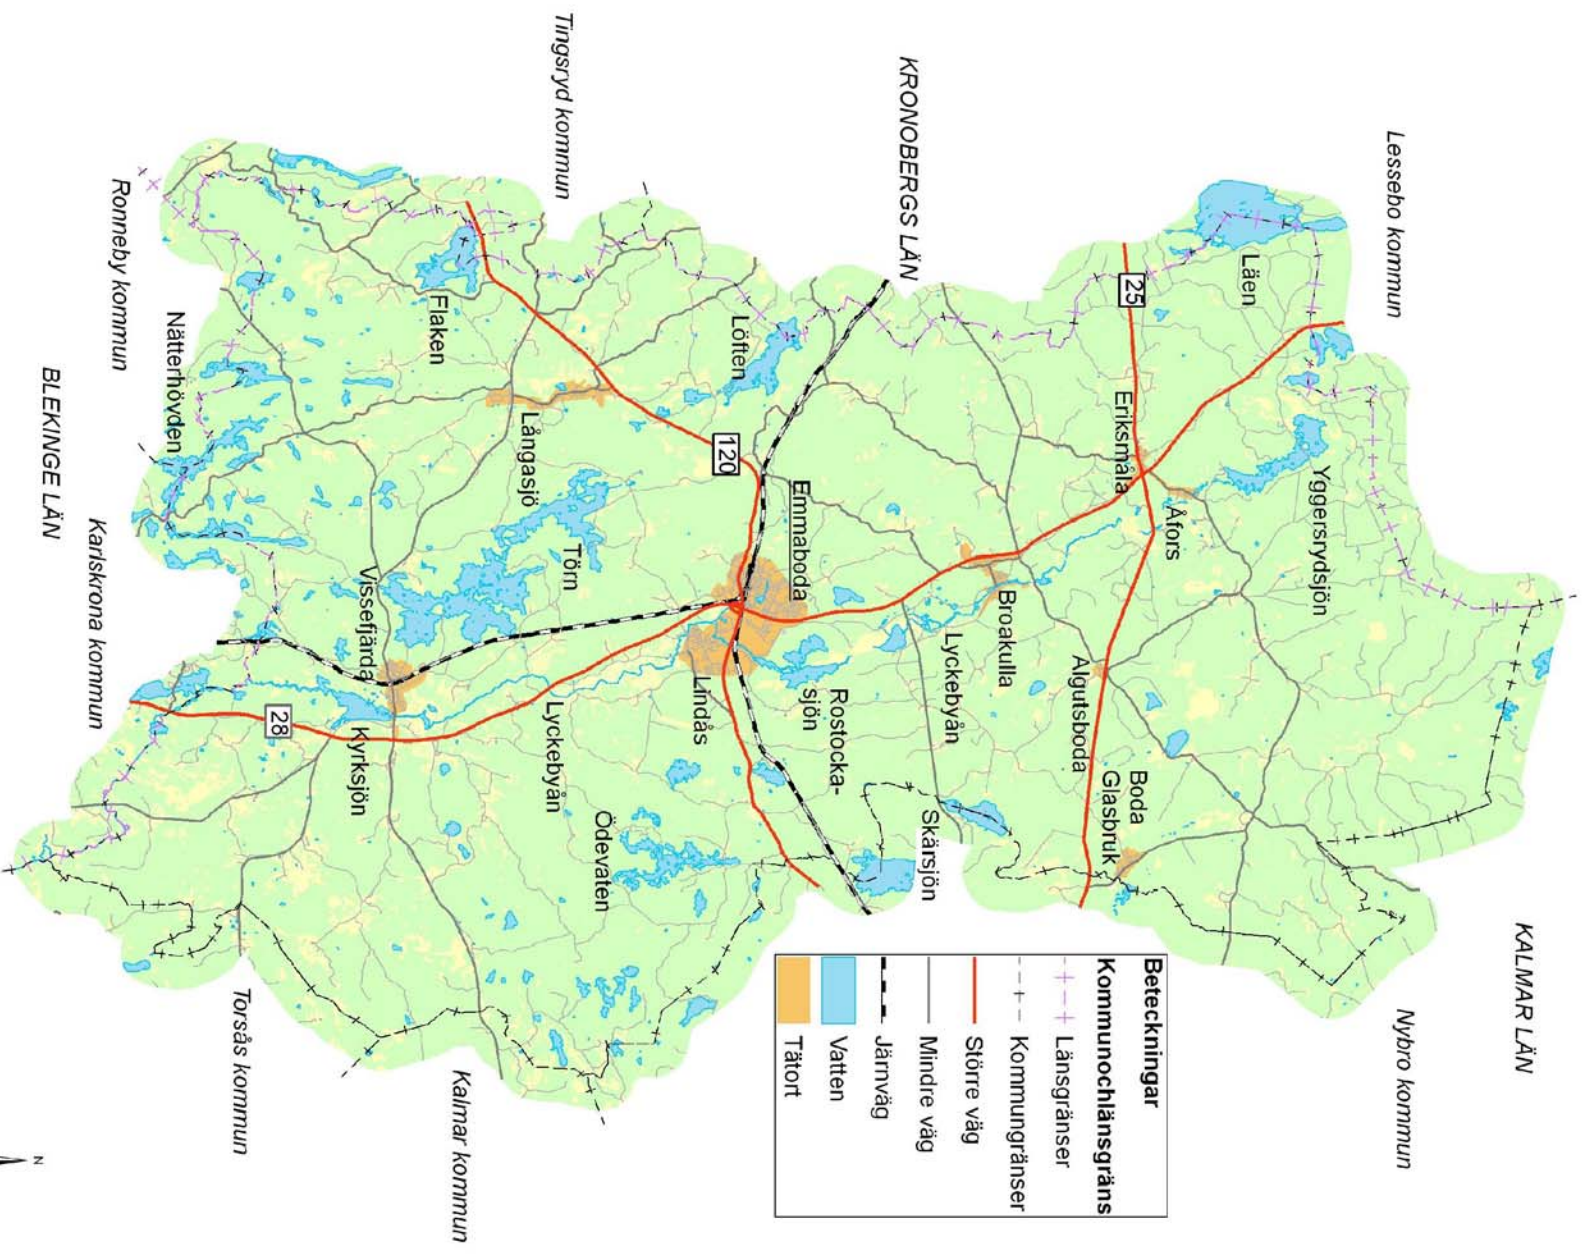 Lessebo kommun
KALMAR LÄN
Nybro kommun
KRONOBERGS LÄN
Tingsryd kommun
Läen
Yggersrydsjön
25
Eriksmåla
Åfors
Algutsboda
Boda
Glasbruk
Broakulla
Lyckebyån
Skärsjön
Emmaboda
Rostocka-
sjön
Löften
120
Lindås
Ödevaten
Törn
Lyckebyån
Långasjö
Flaken
Vissefjärda
Kyrksjön
28
Nätterhövden
Ronneby kommun
BLEKINGE LÄN
Karlskrona kommun
Torsås kommun
Kalmar kommun
Beteckningar
Kommunochlänsgräns
Länsgränser
Kommungränser
Större väg
Mindre väg
Järnväg
Vatten
Tätort
N